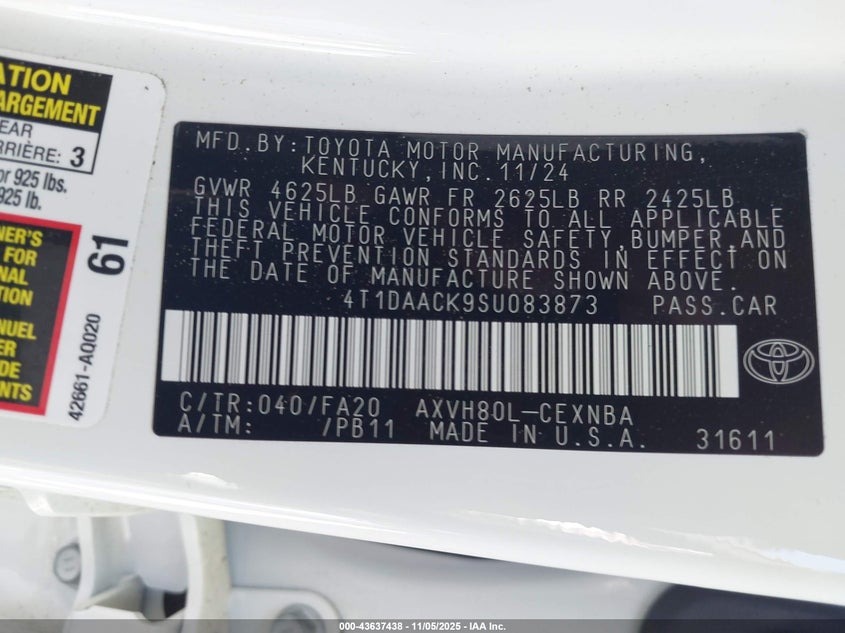 ATION
ARGEMENT
EAR
RRIÈRE: 3
or 925 lbs.
925 lb.
NER'S
FOR
NAL
TION
NUEL
ER
DE
MENTS
61
42661-AQ020
MFD.BY:TOYOTA MOTOR MANUFACTURING,
KENTUCKY,INC.11/24
GVWR 4625LB GAWR FR 2625LB RR 2425LB
THIS VEHICLE CONFORMS TO ALL APPLICABLE
FEDERAL MOTOR VEHICLE SAFETY,BUMPER,AND
THEFT PREVENTION STANDARDS IN EFFECT ON
THE DATE OF MANUFACTURE SHOWN ABOVE.
4T1DAACK9SU083873 PASS.CAR
C/TR:040/FA20 AXVH80L-CEXNBA
A/TM: /PB11 MADE IN U.S.A. 31611
000-43637438 - 11/05/2025 - IAA Inc.